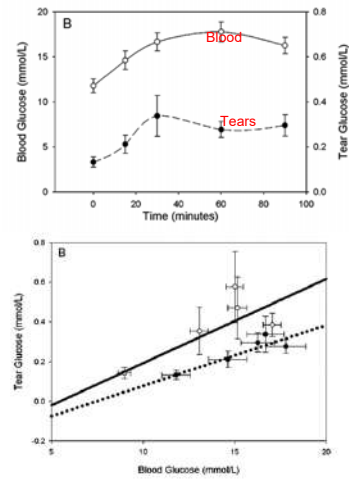 B
20
15
10
5
0
Blood Glucose (mmol/L)
0.8
0.6
0.4
0.2
0.0
Tear Glucose (mmol/L)
Blood
Tears
0 20 40 60 80 100
Time (minutes)
B
0.8
0.6
0.4
0.2
0.0
-0.2
Tear Glucose (mmol/L)
5 10 15 20
Blood Glucose (mmol/L)